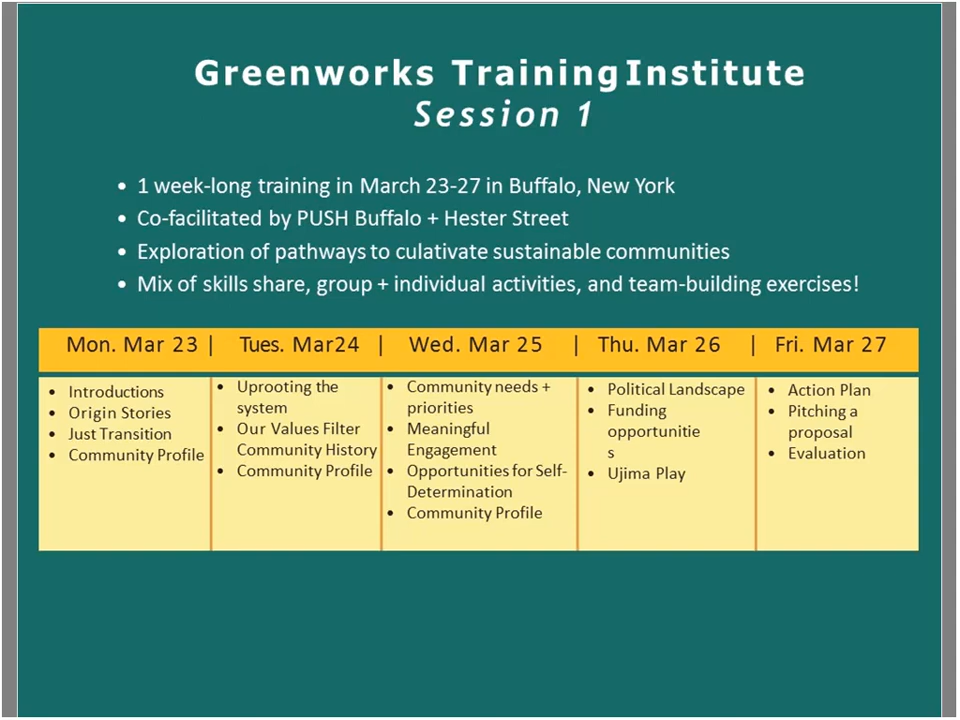 Greenworks Training Institute
Session 1
• 1 week-long training in March 23-27 in Buffalo, New York
• Co-facilitated by PUSH Buffalo + Hester Street
• Exploration of pathways to culativate sustainable communities
• Mix of skills share, group + individual activities, and team-building exercises!
Mon. Mar 23 | Tues. Mar24 | Wed. Mar 25 | Thu. Mar 26 | Fri. Mar 27
• Introductions
• Origin Stories
• Just Transition
• Community Profile
• Uprooting the
system
• Our Values Filter
Community History
• Community Profile
• Community needs +
priorities
• Meaningful
Engagement
• Opportunities for Self-
Determination
• Community Profile
• Political Landscape
• Funding
opportunitie
s
• Ujima Play
• Action Plan
• Pitching a
proposal
• Evaluation